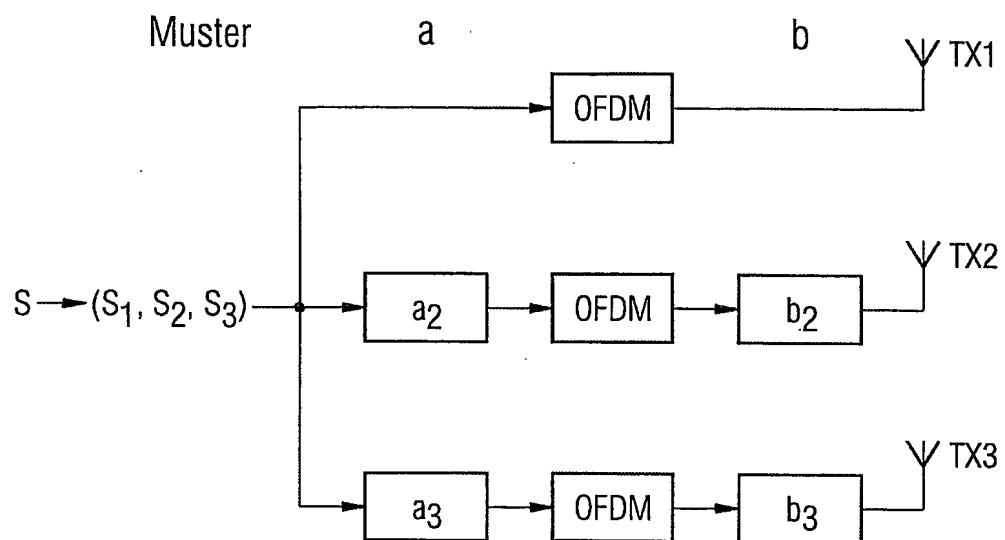 Muster a b
OFDM TX1
S → (S₁, S₂, S₃) a₂ OFDM b₂ TX2
a₃ OFDM b₃ TX3